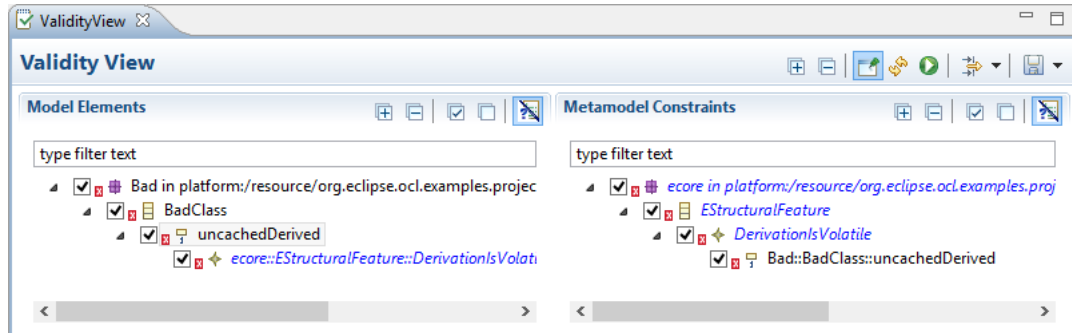 ValidityView
Validity View
Model Elements
type filter text
Bad in platform:/resource/org.eclipse.ocl.examples.projec
BadClass
uncachedDerived
ecore::EStructuralFeature::DerivationIsVolati
Metamodel Constraints
type filter text
ecore in platform:/resource/org.eclipse.ocl.examples.proj
EStructuralFeature
DerivationIsVolatile
Bad::BadClass::uncachedDerived